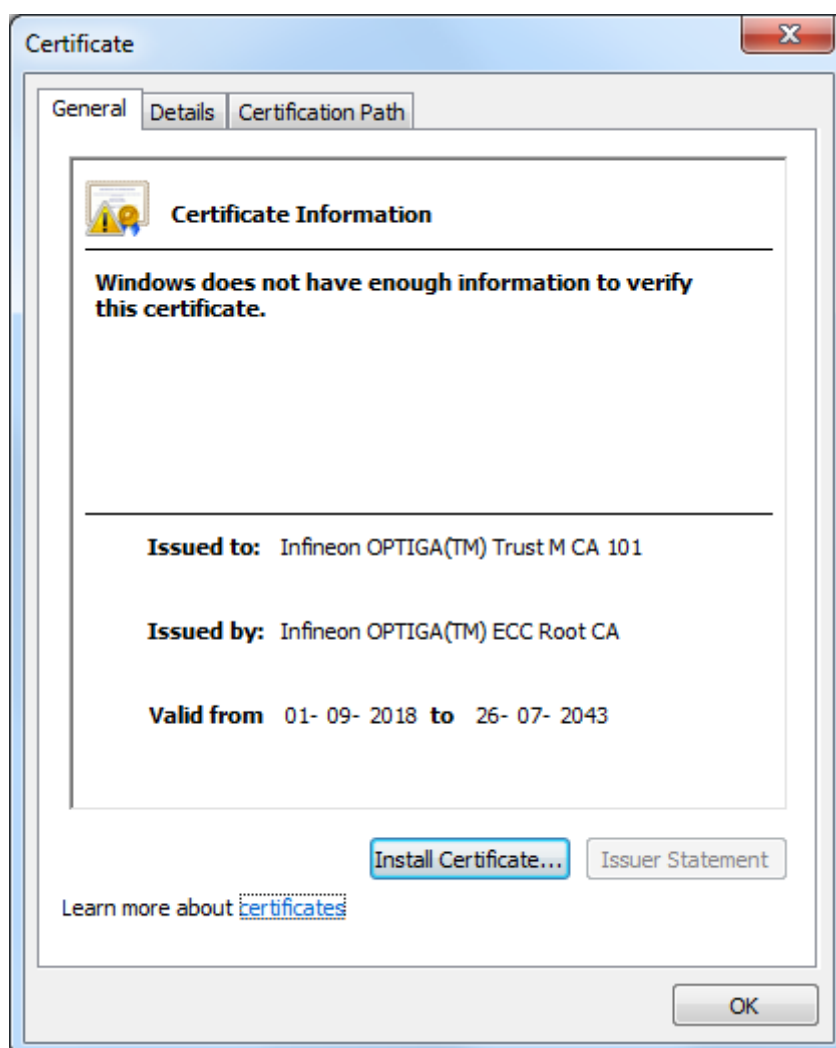 Certificate
General Details Certification Path
Certificate Information
Windows does not have enough information to verify
this certificate.
Issued to: Infineon OPTIGA(TM) Trust M CA 101
Issued by: Infineon OPTIGA(TM) ECC Root CA
Valid from 01- 09- 2018 to 26- 07- 2043
Install Certificate... Issuer Statement
Learn more about certificates
OK